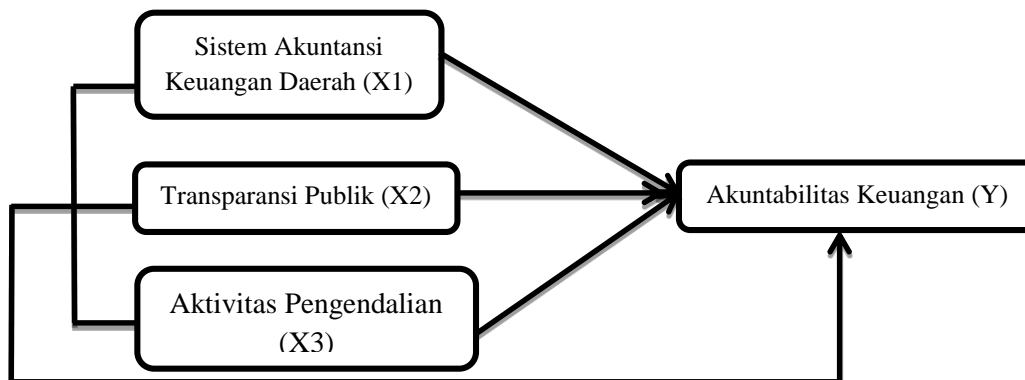 Sistem Akuntansi
Keuangan Daerah (X1)
Transparansi Publik (X2)
Akuntabilitas Keuangan (Y)
Aktivitas Pengendalian
(X3)